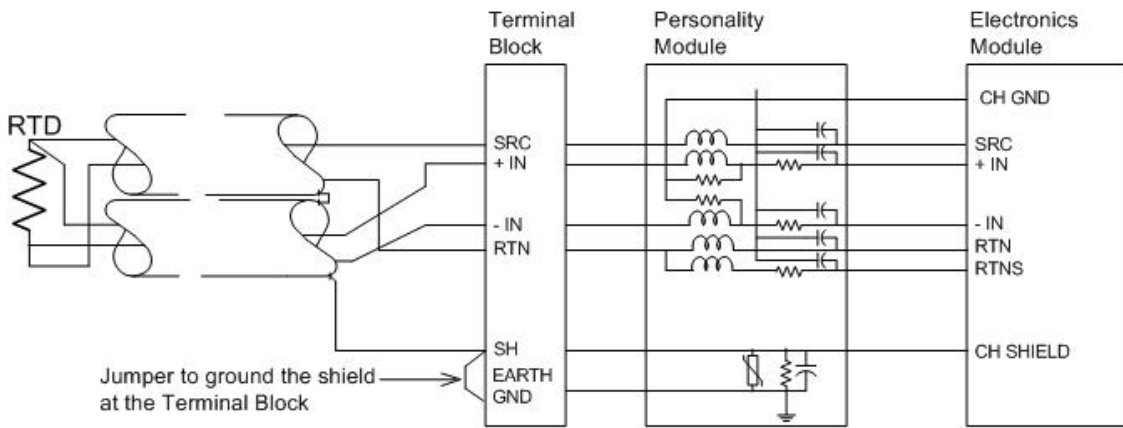 Terminal
Block
Personality
Module
Electronics
Module
RTD
CH GND
SRC
+ IN
- IN
RTN
SRC
+ IN
- IN
RTN
RTNS
SH
EARTH
GND
CH SHIELD
Jumper to ground the shield
at the Terminal Block